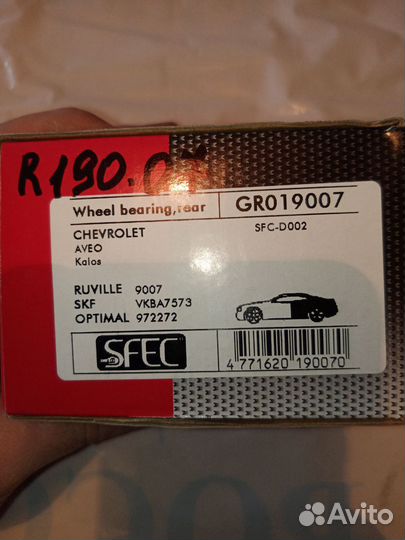 R190.07
Wheel bearing,rear
GR019007
CHEVROLET
SFC-D002
AVEO
Kalos
RUVILLE 9007
SKF VKBA7573
OPTIMAL 972272
SFEC
4 771620 190070
Avito